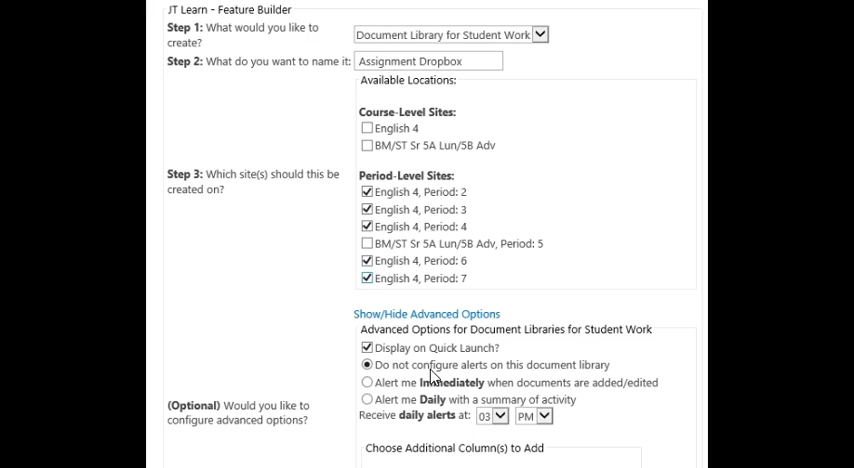 JT Learn - Feature Builder
Step 1: What would you like to create?
Document Library for Student Work
Step 2: What do you want to name it:
Assignment Dropbox
Available Locations:
Course-Level Sites:
English 4
BM/ST Sr 5A Lun/5B Adv
Step 3: Which site(s) should this be created on?
Period-Level Sites:
English 4, Period: 2
English 4, Period: 3
English 4, Period: 4
BM/ST Sr 5A Lun/5B Adv, Period: 5
English 4, Period: 6
English 4, Period: 7
Show/Hide Advanced Options
Advanced Options for Document Libraries for Student Work
Display on Quick Launch?
Do not configure alerts on this document library
Alert me Immediately when documents are added/edited
Alert me Daily with a summary of activity
(Optional) Would you like to configure advanced options?
Receive daily alerts at: 03 PM
Choose Additional Column(s) to Add